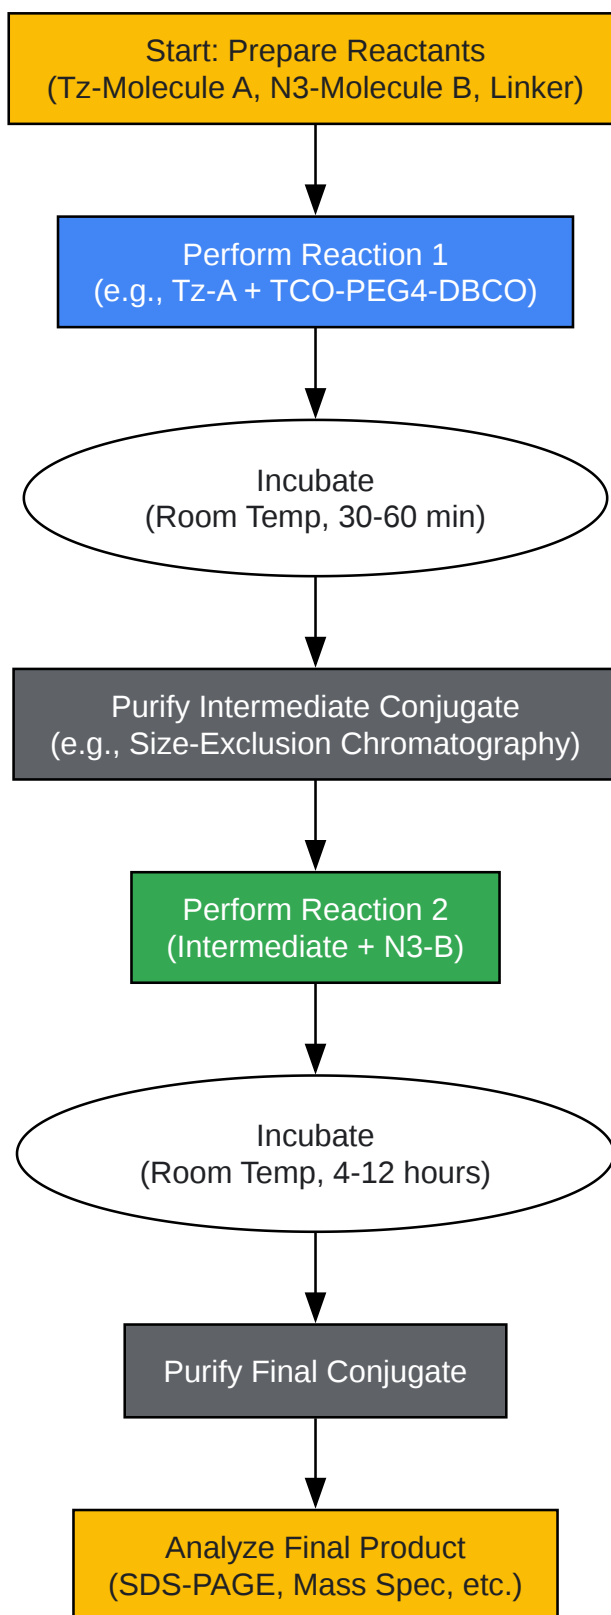 Start: Prepare Reactants
(Tz-Molecule A, N3-Molecule B, Linker)
Perform Reaction 1
(e.g., Tz-A + TCO-PEG4-DBCO)
Incubate
(Room Temp, 30-60 min)
Purify Intermediate Conjugate
(e.g., Size-Exclusion Chromatography)
Perform Reaction 2
(Intermediate + N3-B)
Incubate
(Room Temp, 4-12 hours)
Purify Final Conjugate
Analyze Final Product
(SDS-PAGE, Mass Spec, etc.)